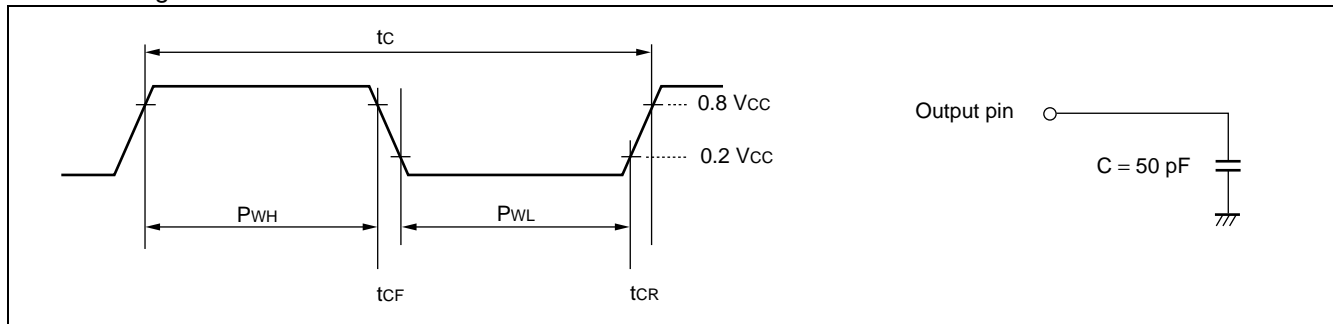 tC
0.8 VCC
0.2 VCC
PWH
PWL
tCF
tCR
Output pin
C = 50 pF